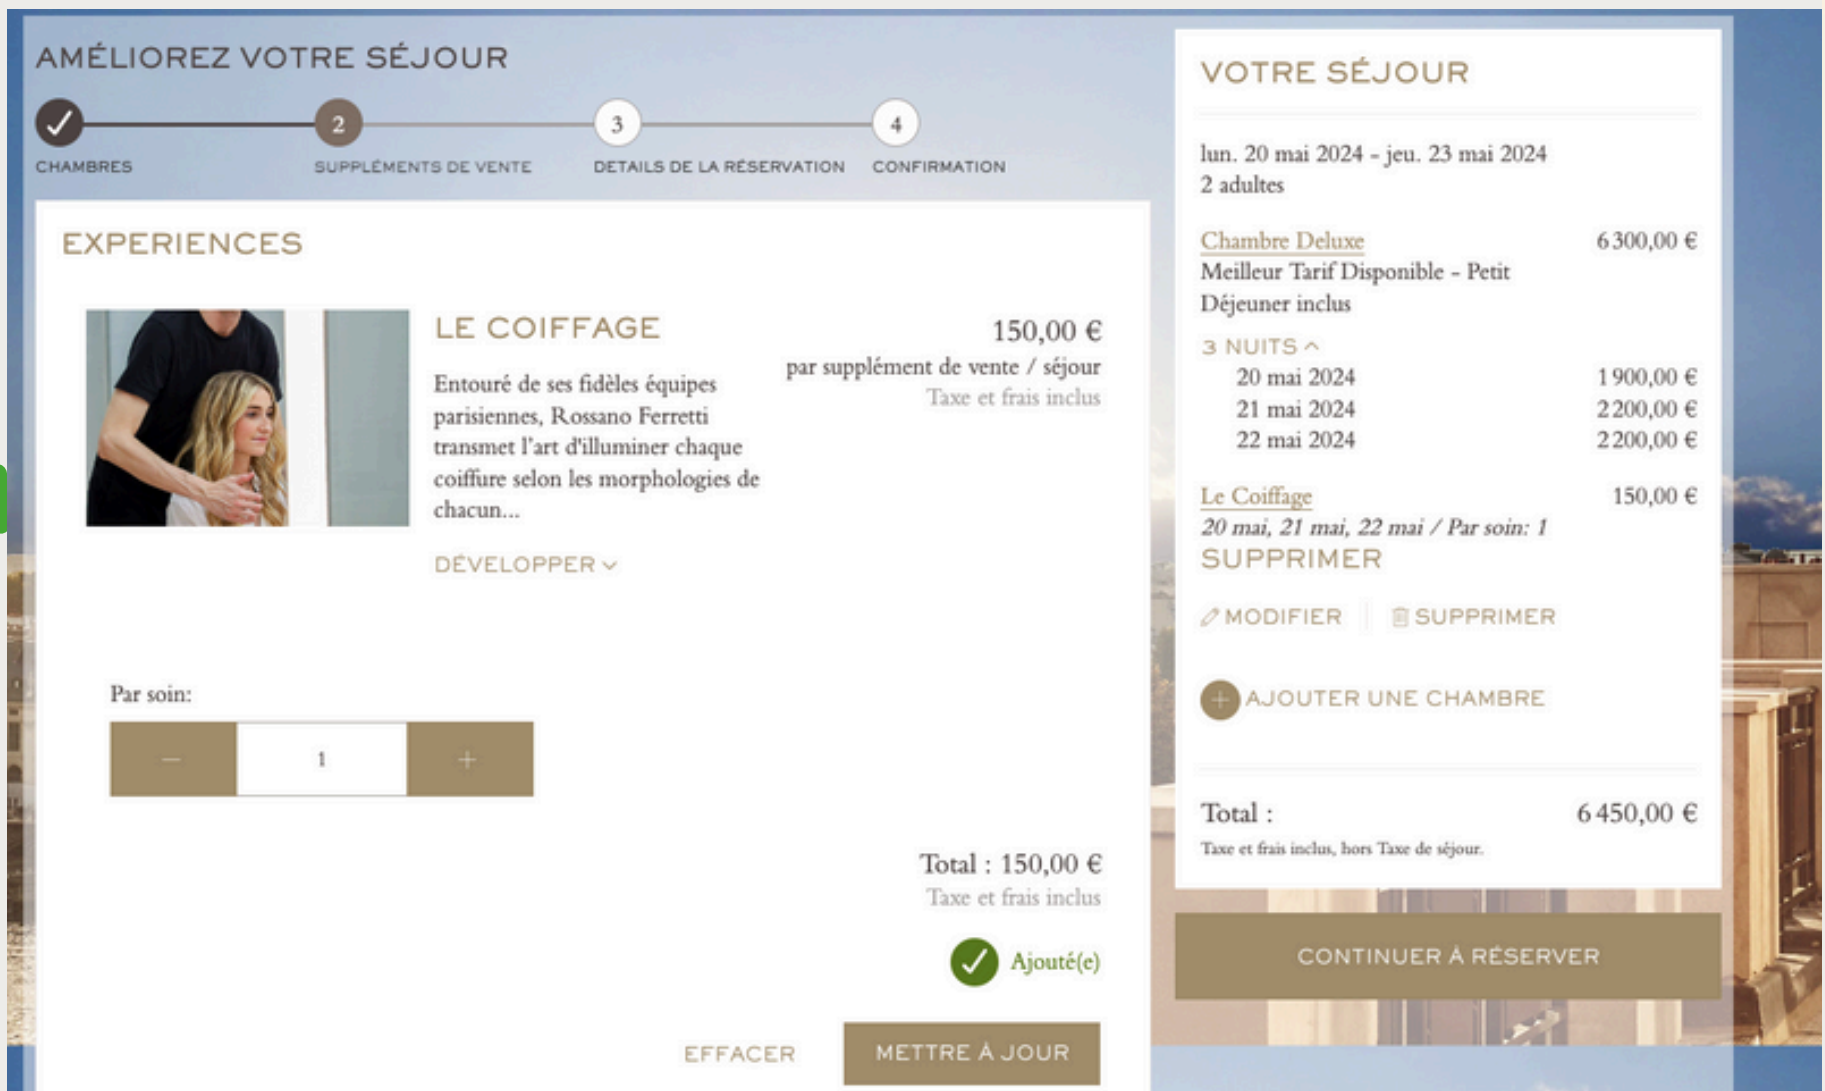 AMÉLIOREZ VOTRE SÉJOUR
2
3
4
CHAMBRES
SUPPLÉMENTS DE VENTE
DETAILS DE LA RÉSERVATION
CONFIRMATION
EXPERIENCES
LE COIFFAGE
Entouré de ses fidèles équipes
parisiennes, Rossano Ferretti
transmet l'art d'illuminer chaque
coiffure selon les morphologies de
chacun...
DÉVELOPPER
150,00 €
par supplément de vente / séjour
Taxe et frais inclus
Par soin:
− 1 +
Total : 150,00 €
Taxe et frais inclus
Ajouté(e)
EFFACER
METTRE À JOUR
VOTRE SÉJOUR
lun. 20 mai 2024 - jeu. 23 mai 2024
2 adultes
Chambre Deluxe 6 300,00 €
Meilleur Tarif Disponible - Petit
Déjeuner inclus
3 NUITS
20 mai 2024 1 900,00 €
21 mai 2024 2 200,00 €
22 mai 2024 2 200,00 €
Le Coiffage 150,00 €
20 mai, 21 mai, 22 mai / Par soin: 1
SUPPRIMER
MODIFIER
SUPPRIMER
+ AJOUTER UNE CHAMBRE
Total : 6 450,00 €
Taxe et frais inclus, hors Taxe de séjour.
CONTINUER À RÉSERVER